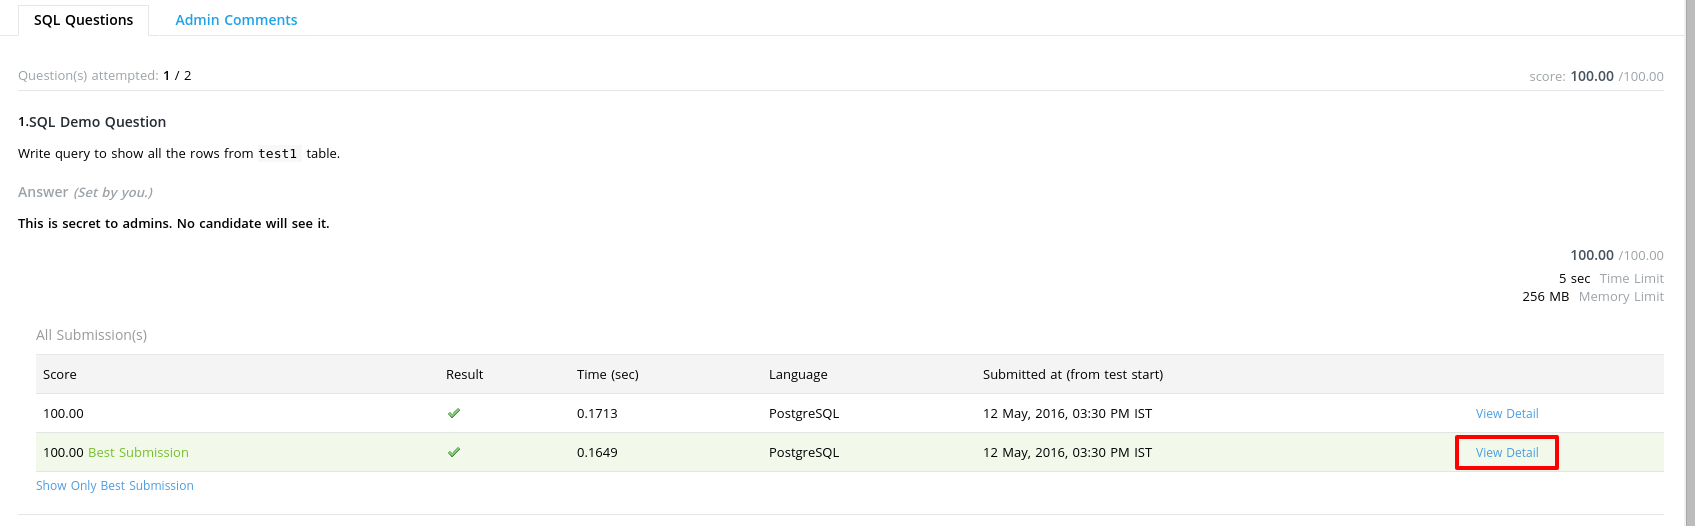 SQL Questions Admin Comments
Question(s) attempted: 1 / 2 score: 100.00 /100.00
1.SQL Demo Question
Write query to show all the rows from test1 table.
Answer (Set by you.)
This is secret to admins. No candidate will see it.
100.00 /100.00
5 sec Time Limit
256 MB Memory Limit
All Submission(s)
Score Result Time (sec) Language Submitted at (from test start)
100.00 0.1713 PostgreSQL 12 May, 2016, 03:30 PM IST View Detail
100.00 Best Submission 0.1649 PostgreSQL 12 May, 2016, 03:30 PM IST View Detail
Show Only Best Submission